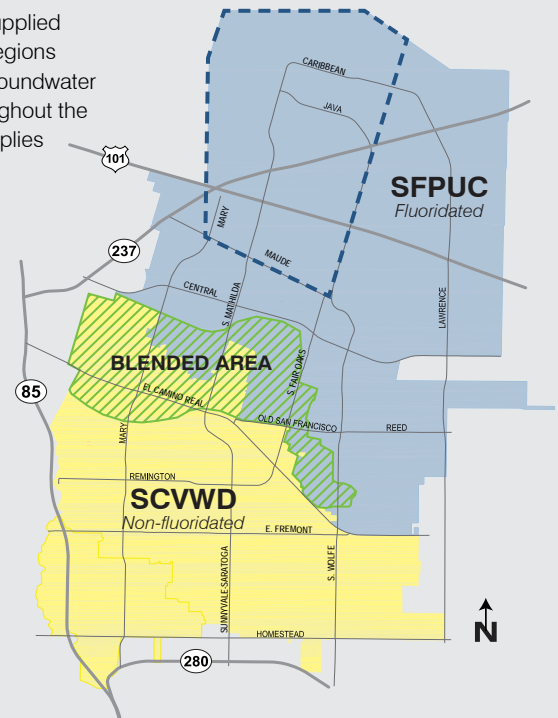 upplied
egions
oundwater
ghout the
plies
CARIBBEAN
JAVA
101
SFPUC
Fluoridated
MARY
237
MAUDE
CENTRAL
S. MATHILDA
LAWRENCE
BLENDED AREA
S. FAIR OAKS
85
EL CAMINO REAL
OLD SAN FRANCISCO
REED
MARY
REMINGTON
SCVWD
Non-fluoridated
E. FREMONT
SUNNYVALE SARATOGA
S. WOLFE
HOMESTEAD
N
280